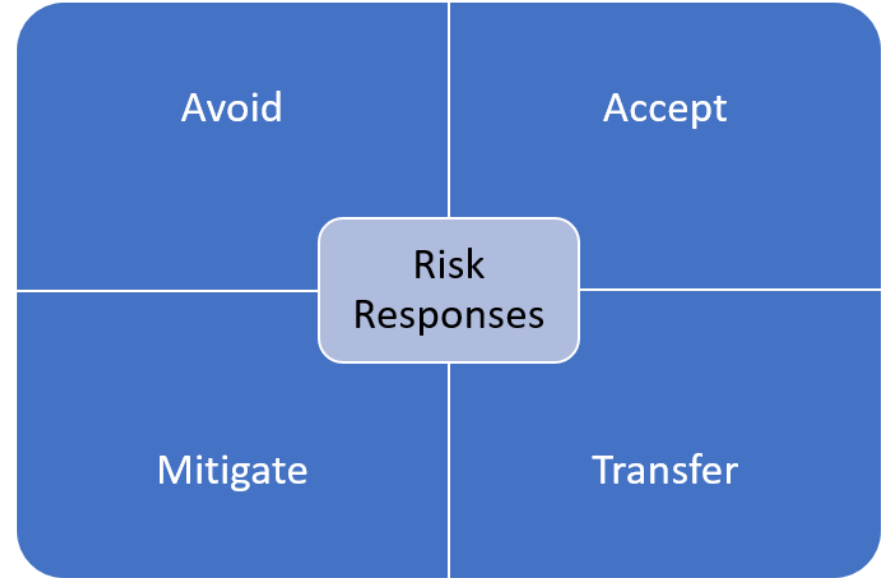 Avoid
Accept
Risk
Responses
Mitigate
Transfer